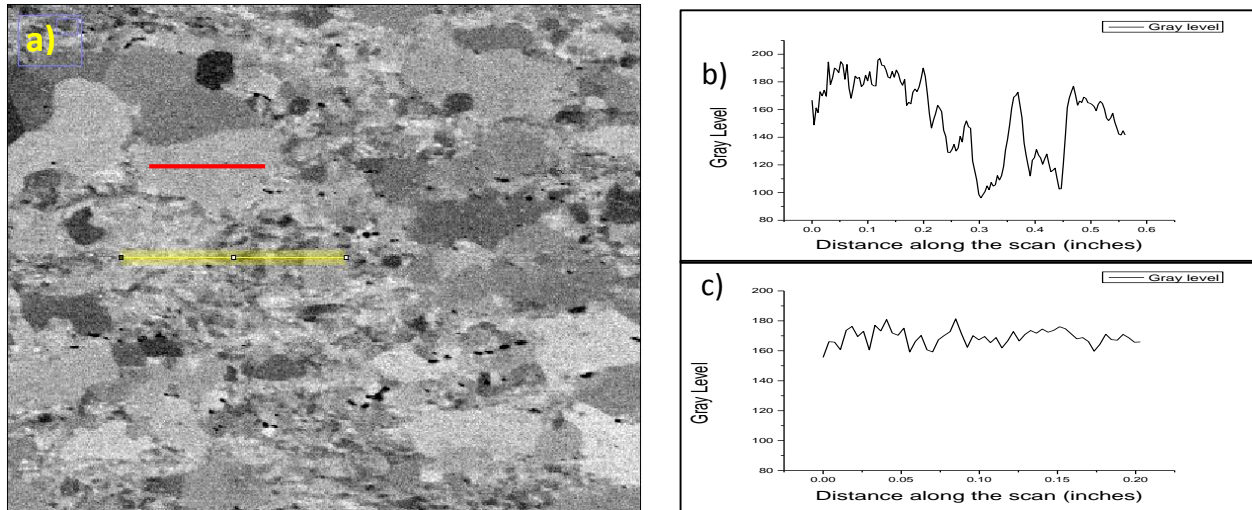 a)
b)
Gray level
200
180
160
140
120
100
80
Gray Level
0.0 0.1 0.2 0.3 0.4 0.5 0.6
Distance along the scan (inches)
c)
Gray level
200
180
160
140
120
100
80
Gray Level
0.00 0.05 0.10 0.15 0.20
Distance along the scan (inches)